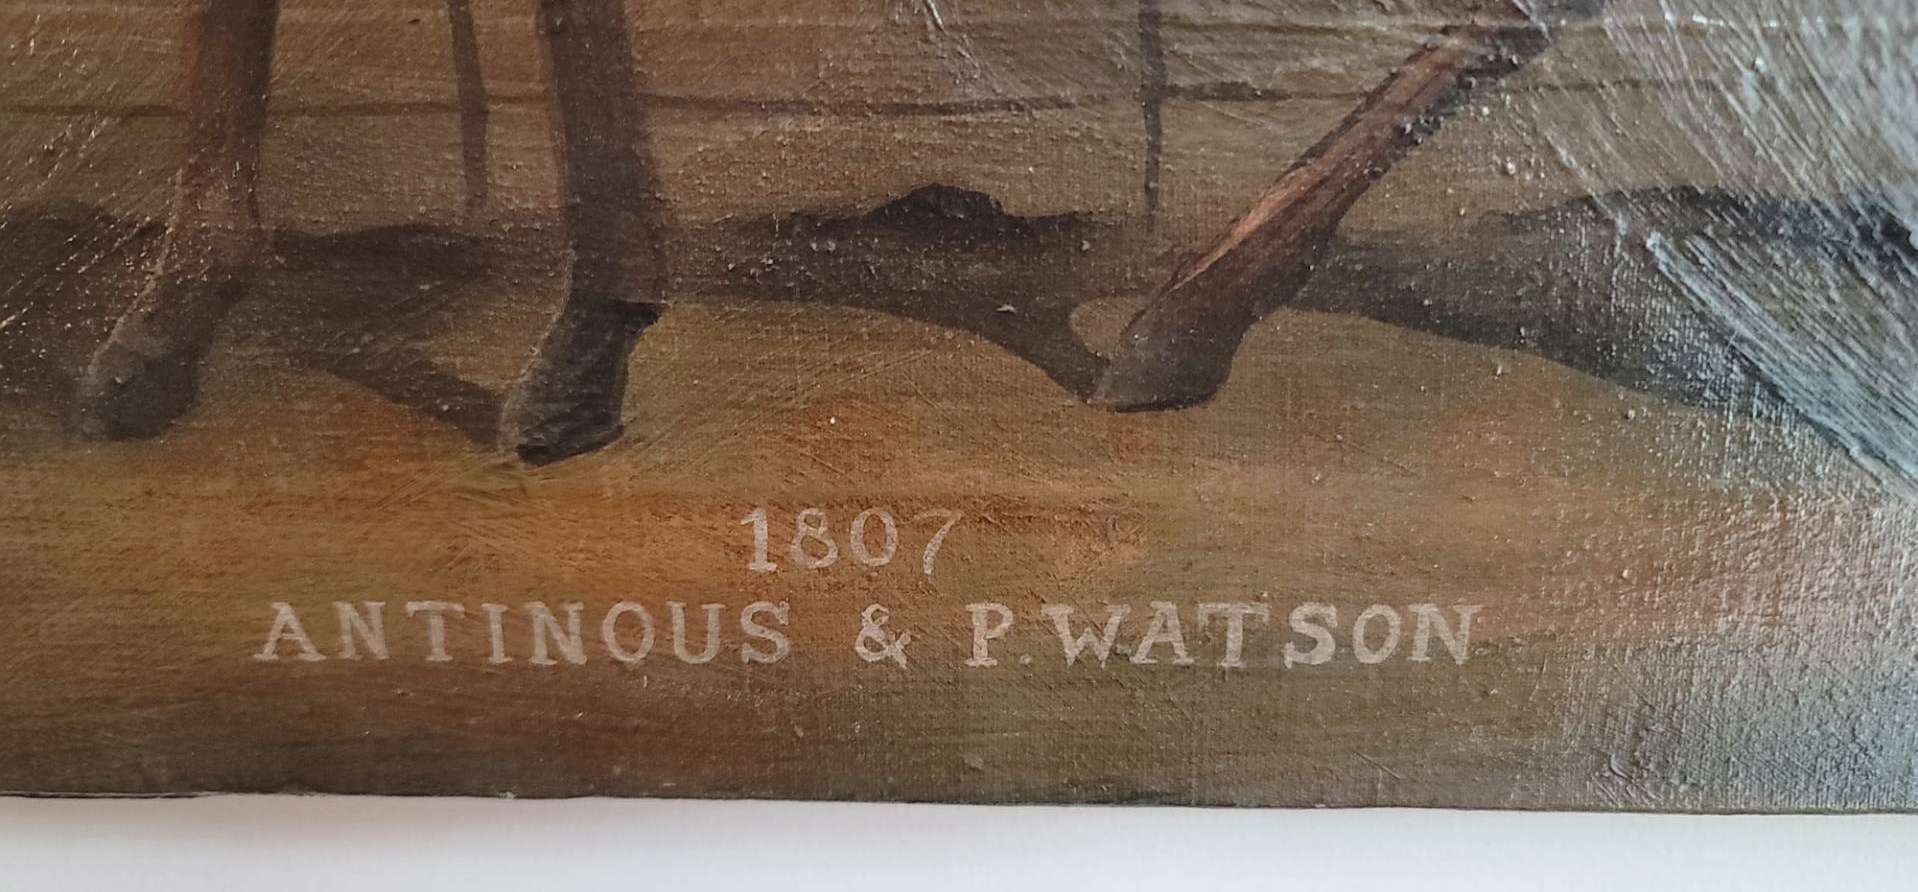 1807
ANTINOUS & P. WATSON